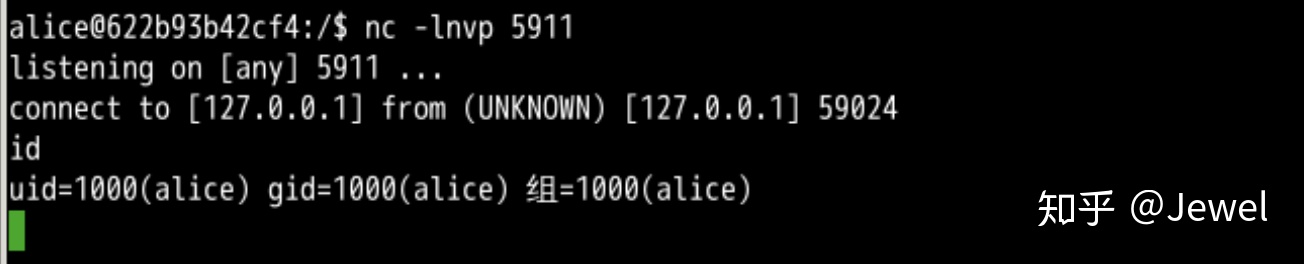 alice@622b93b42cf4:/$ nc -lnvp 5911
listening on [any] 5911 ...
connect to [127.0.0.1] from (UNKNOWN) [127.0.0.1] 59024
id
uid=1000(alice) gid=1000(alice) 组=1000(alice)
知乎 @Jewel